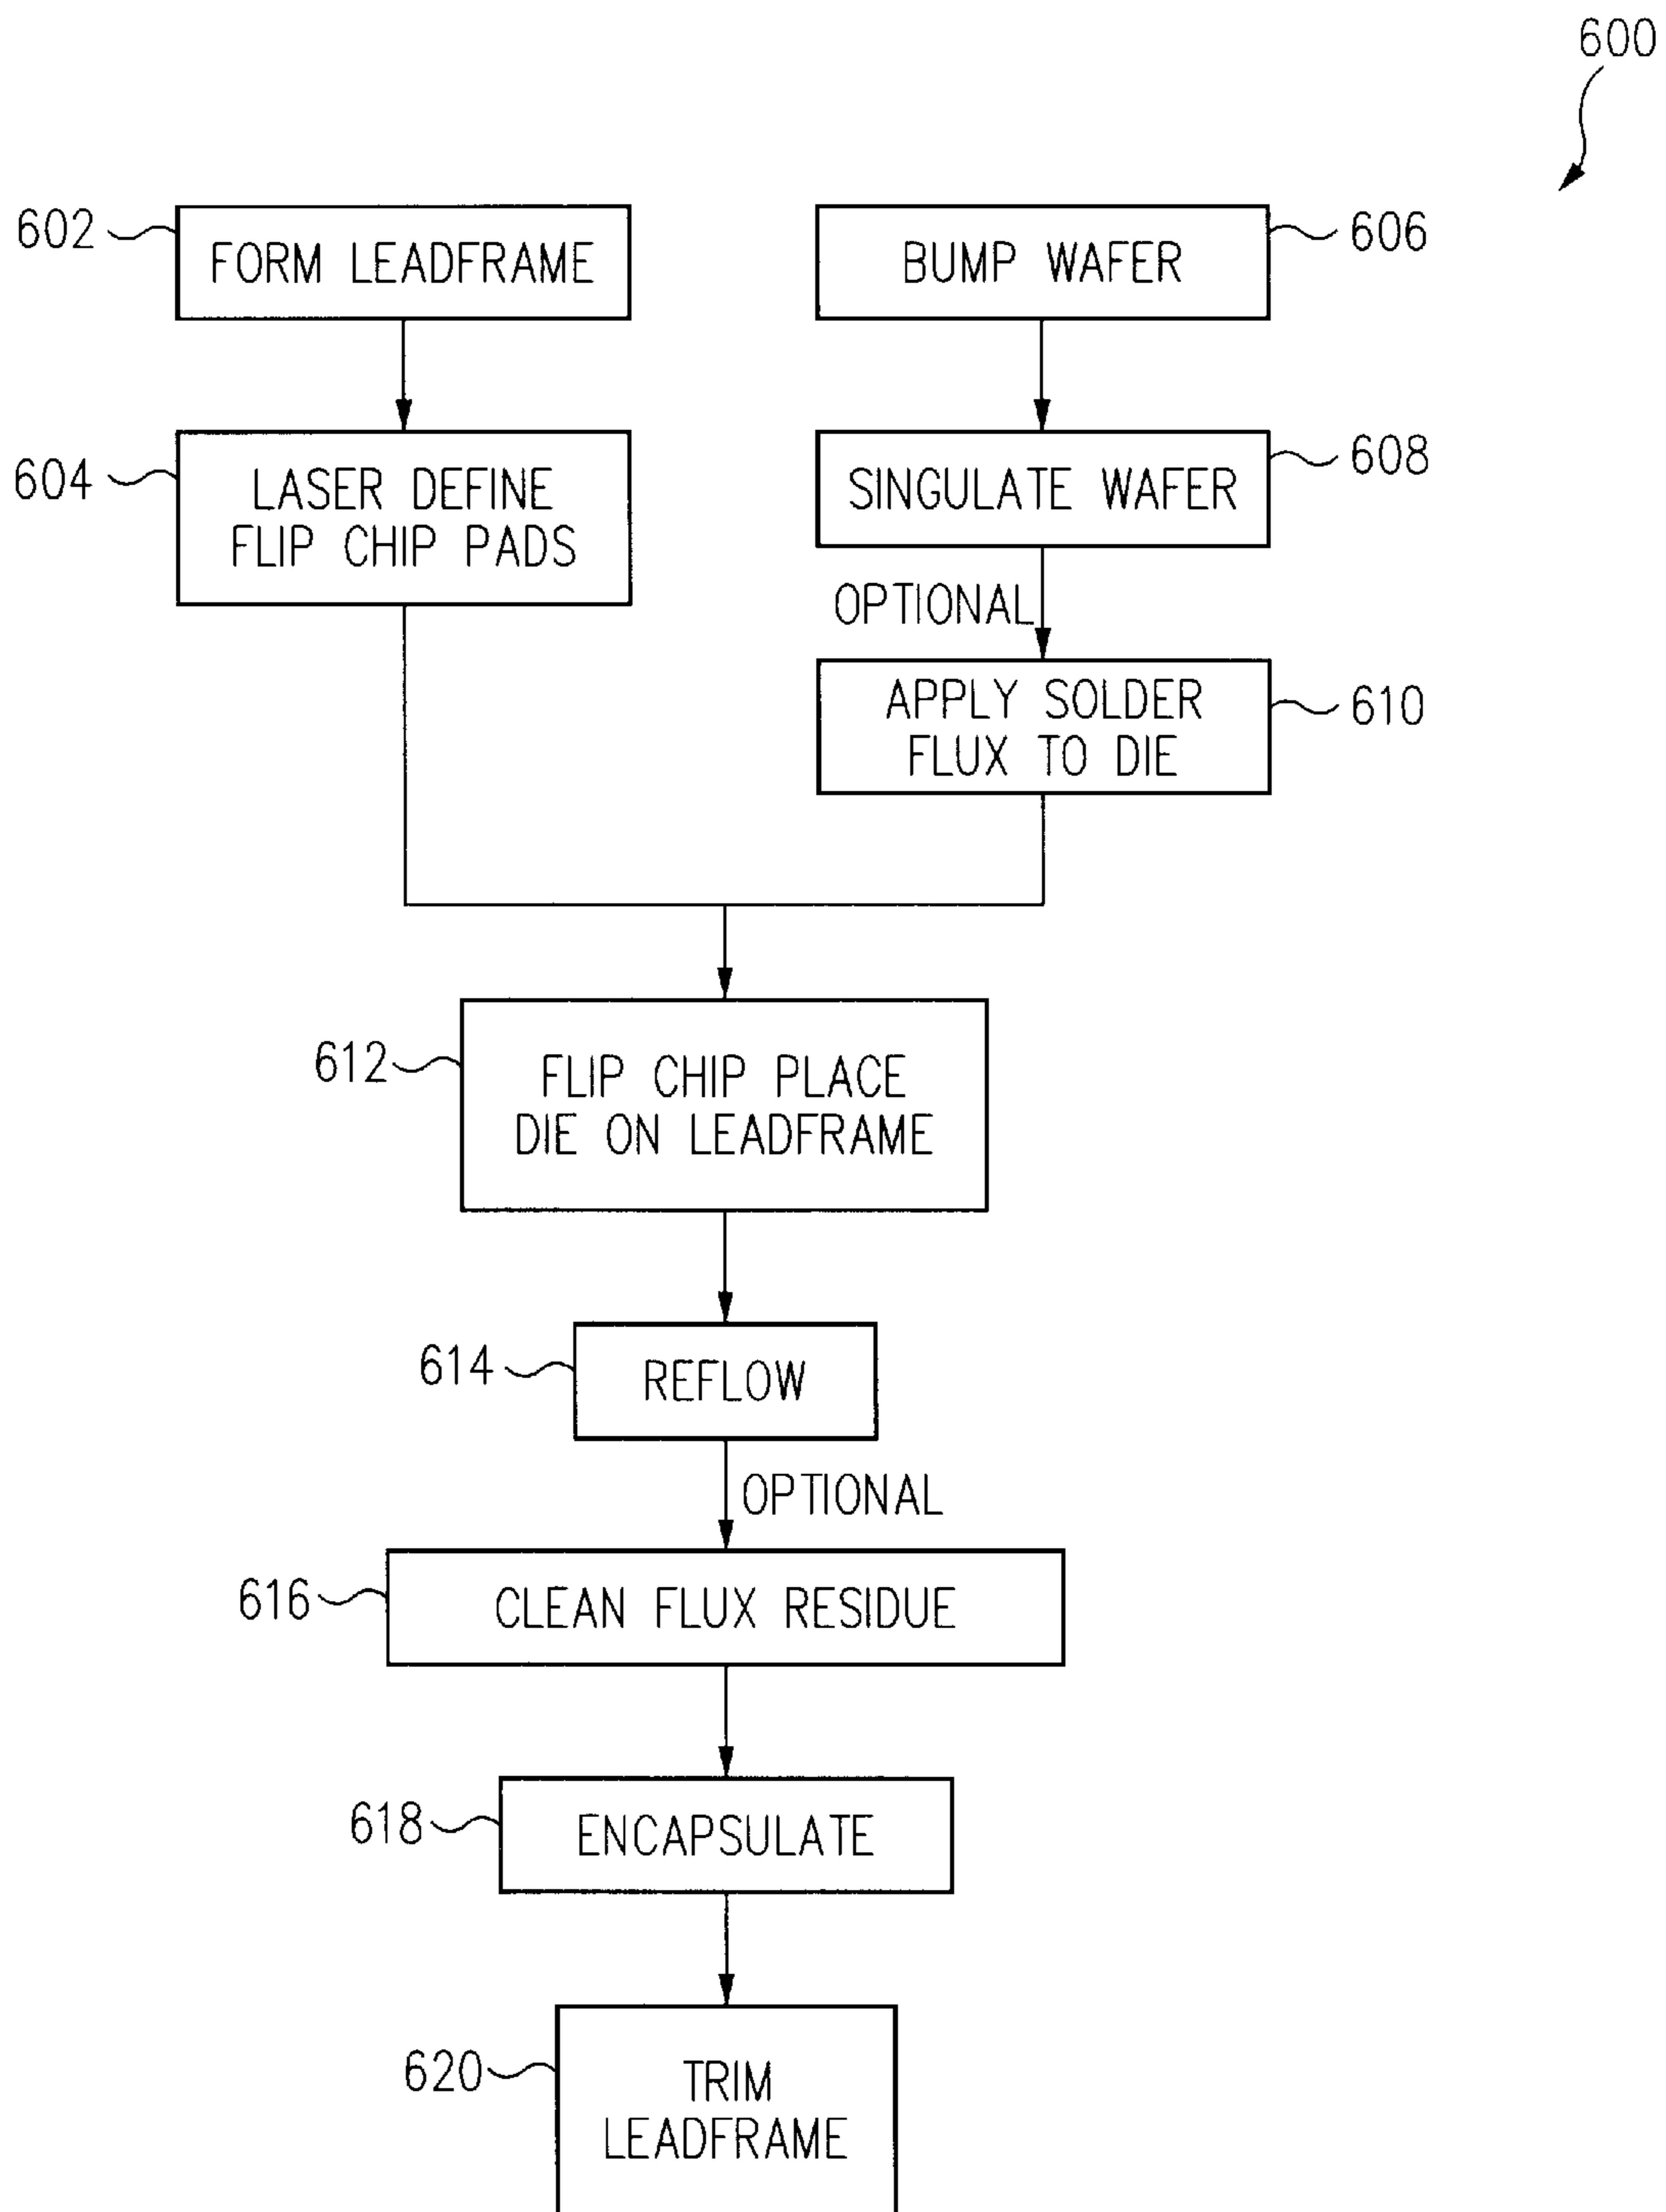 600
602
FORM LEADFRAME
BUMP WAFER
606
604
LASER DEFINE
FLIP CHIP PADS
SINGULATE WAFER
608
OPTIONAL
APPLY SOLDER
FLUX TO DIE
610
612
FLIP CHIP PLACE
DIE ON LEADFRAME
614
REFLOW
OPTIONAL
616
CLEAN FLUX RESIDUE
618
ENCAPSULATE
620
TRIM
LEADFRAME